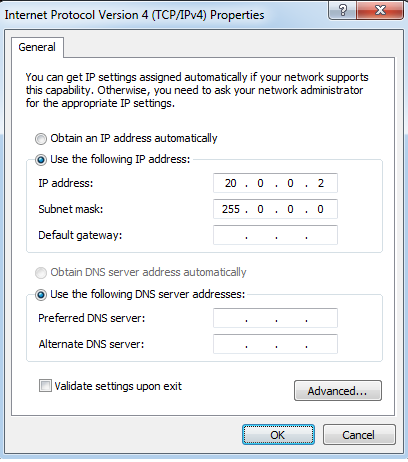 Internet Protocol Version 4 (TCP/IPv4) Properties
?
General
You can get IP settings assigned automatically if your network supports
this capability. Otherwise, you need to ask your network administrator
for the appropriate IP settings.
Obtain an IP address automatically
Use the following IP address:
IP address: 20 . 0 . 0 . 2
Subnet mask: 255 . 0 . 0 . 0
Default gateway: . . .
Obtain DNS server address automatically
Use the following DNS server addresses:
Preferred DNS server: . . .
Alternate DNS server: . . .
Validate settings upon exit
Advanced...
OK Cancel